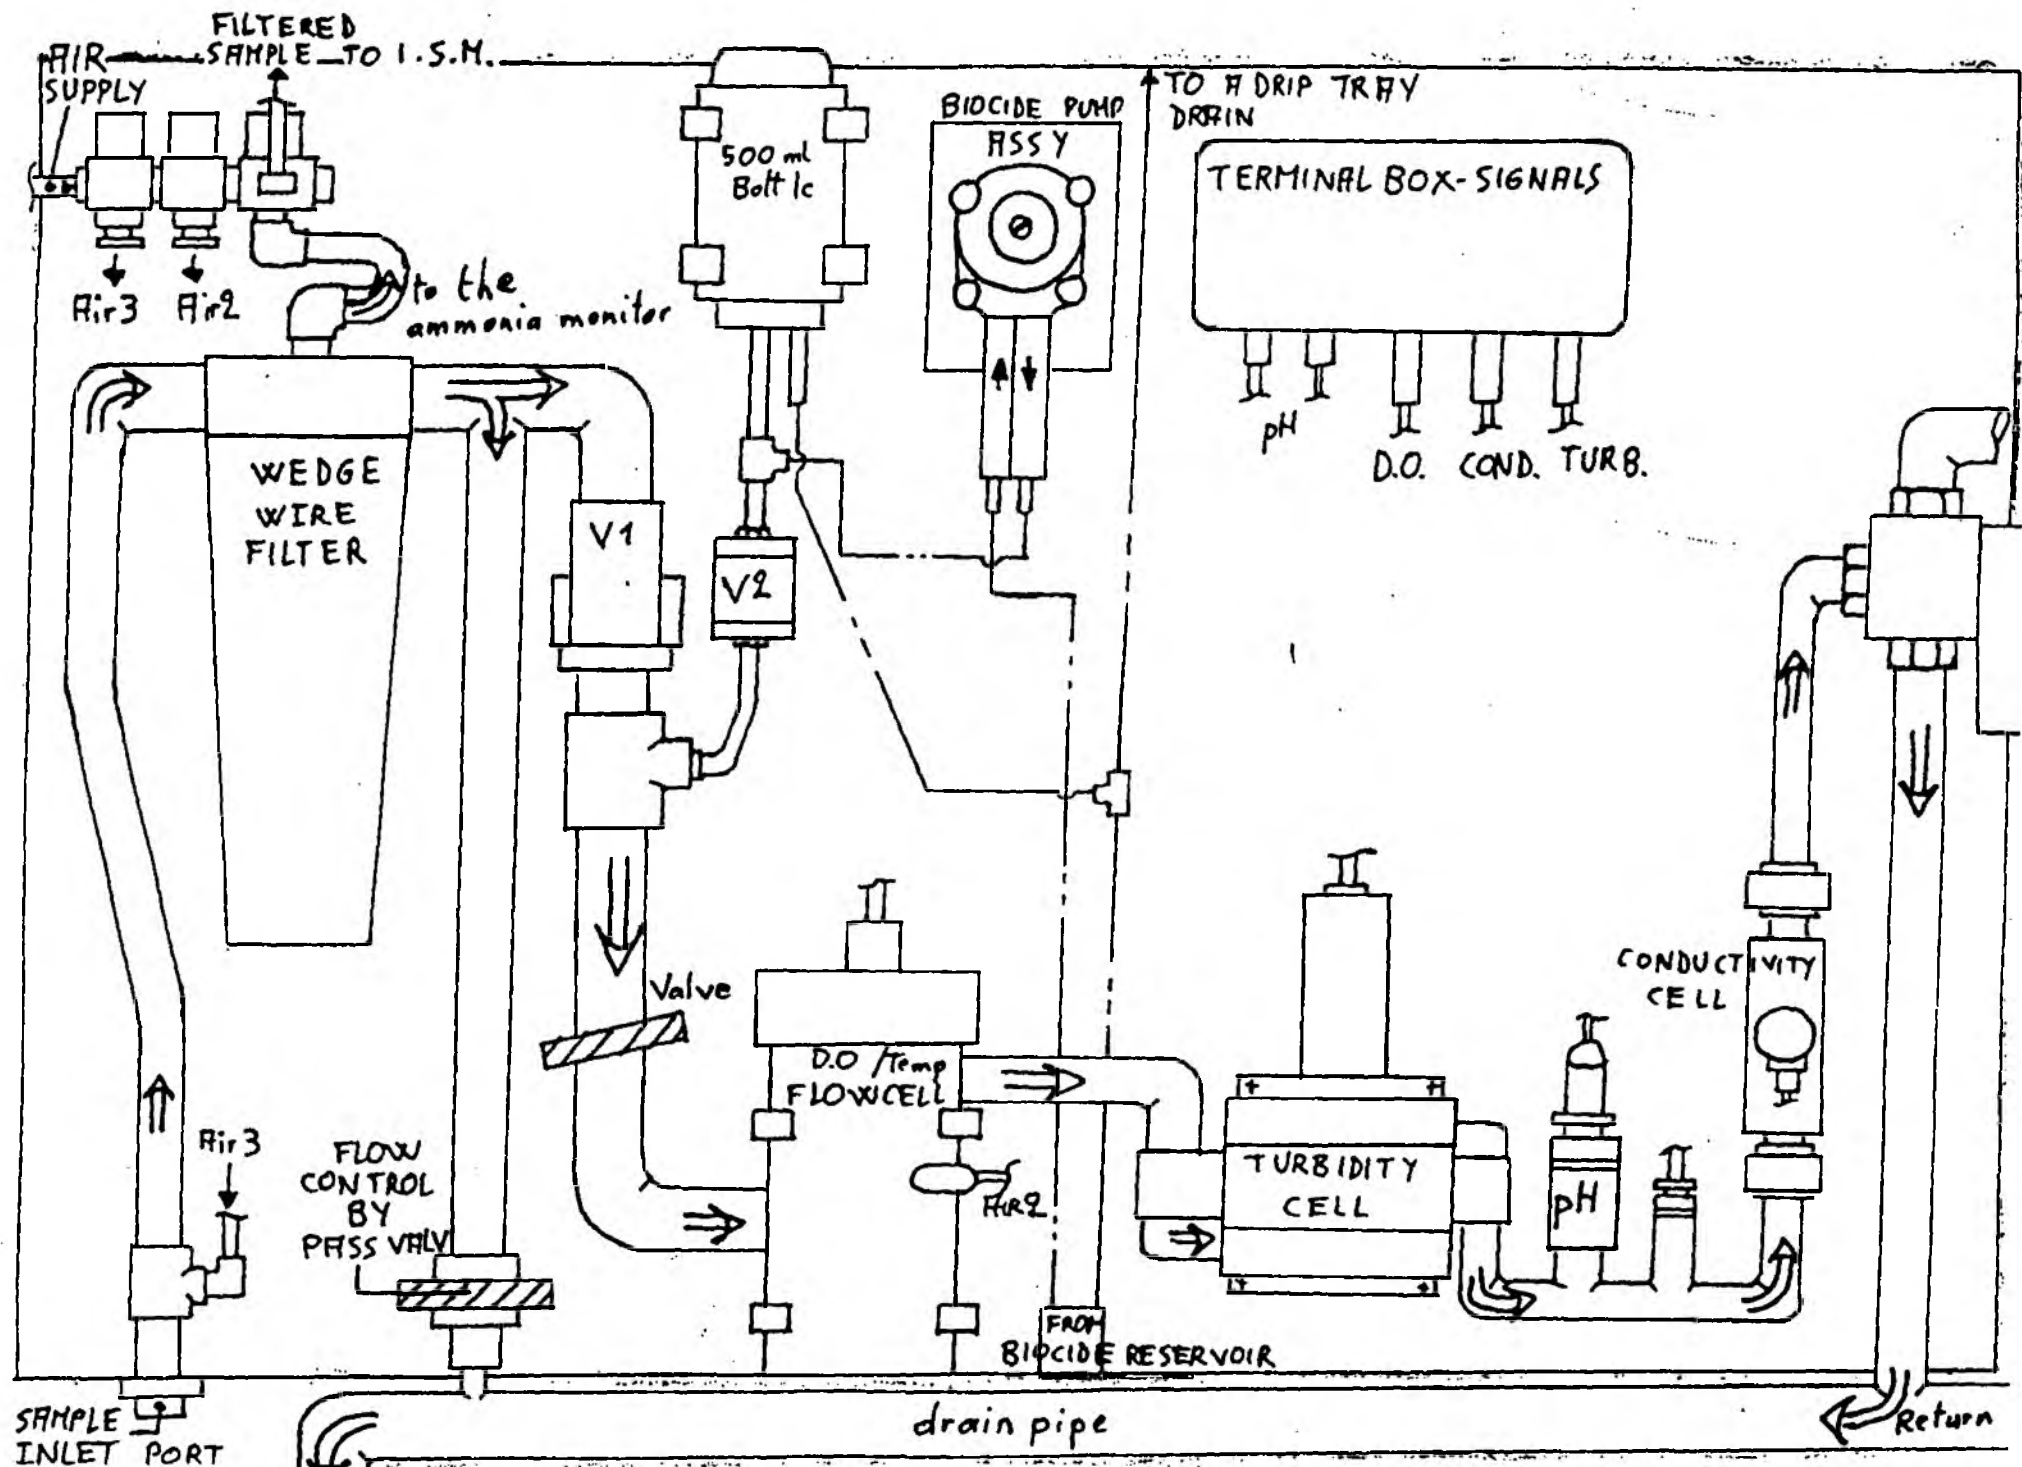 FILTERED
AIR SAMPLE TO I.S.M.
SUPPLY
Air3 Air2
to the
ammonia monitor
500 ml
Bottle
BIOCIDE PUMP
ASSY
TO A DRIP TRAY
DRAIN
TERMINAL BOX-SIGNALS
pH
D.O. COND. TURB.
WEDGE
WIRE
FILTER
V1
V2
Valve
D.O /Temp
FLOWCELL
AIR2
Air3
FLOW
CONTROL
BY
PASS VALV
TURBIDITY
CELL
pH
CONDUCTIVITY
CELL
FROM
BIOCIDE RESERVOIR
SAMPLE
INLET PORT
drain pipe
Return